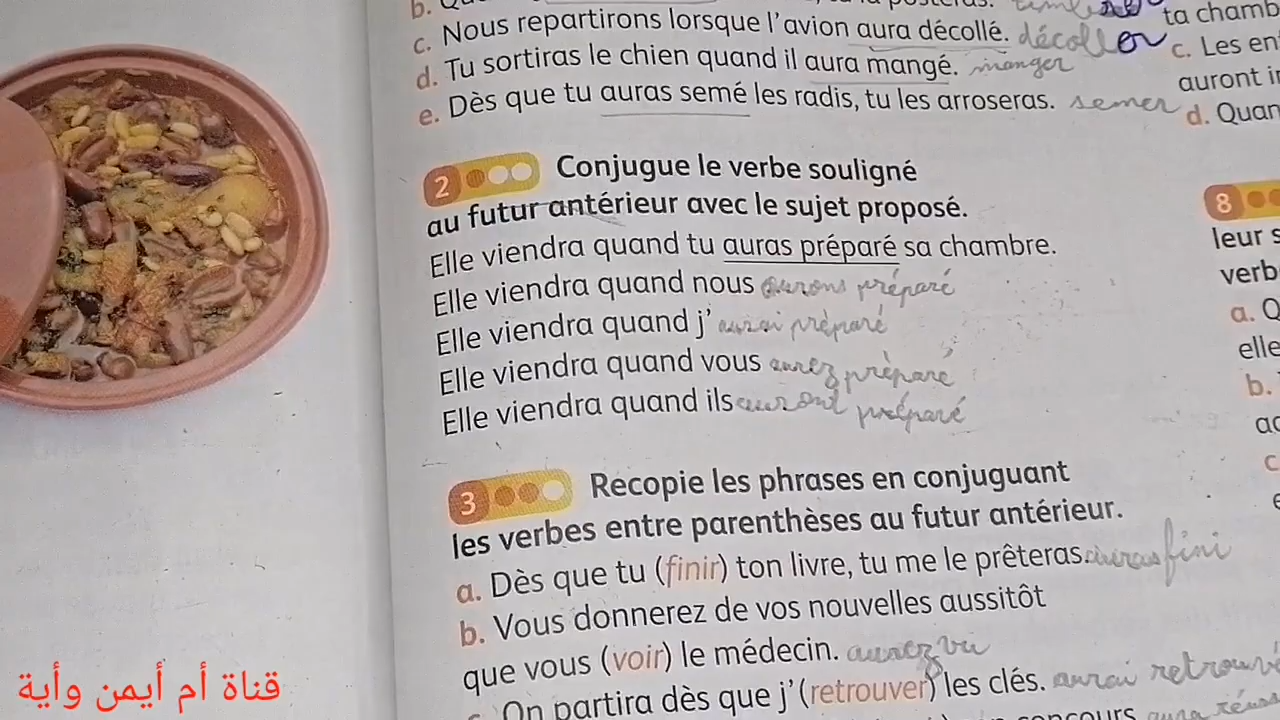 c. Nous repartirons lorsque l'avion aura décollé. décoller
d. Tu sortiras le chien quand il aura mangé. manger
e. Dès que tu auras semé les radis, tu les arroseras. semer
2 Conjugue le verbe souligné
au futur antérieur avec le sujet proposé.
Elle viendra quand tu auras préparé sa chambre.
Elle viendra quand nous aurons préparé
Elle viendra quand j' aurai préparé
Elle viendra quand vous aurez préparé
Elle viendra quand ils auront préparé
3 Recopie les phrases en conjuguant
les verbes entre parenthèses au futur antérieur.
a. Dès que tu (finir) ton livre, tu me le prêteras. auras fini
b. Vous donnerez de vos nouvelles aussitôt
que vous (voir) le médecin. aurez vu
c. On partira dès que j'(retrouver) les clés. aurai retrouvé
concours
ta chamb
c. Les en
auront i
d. Quan
8
leur s
verb
a. Q
elle
b.
قناة أم أيمن وأية